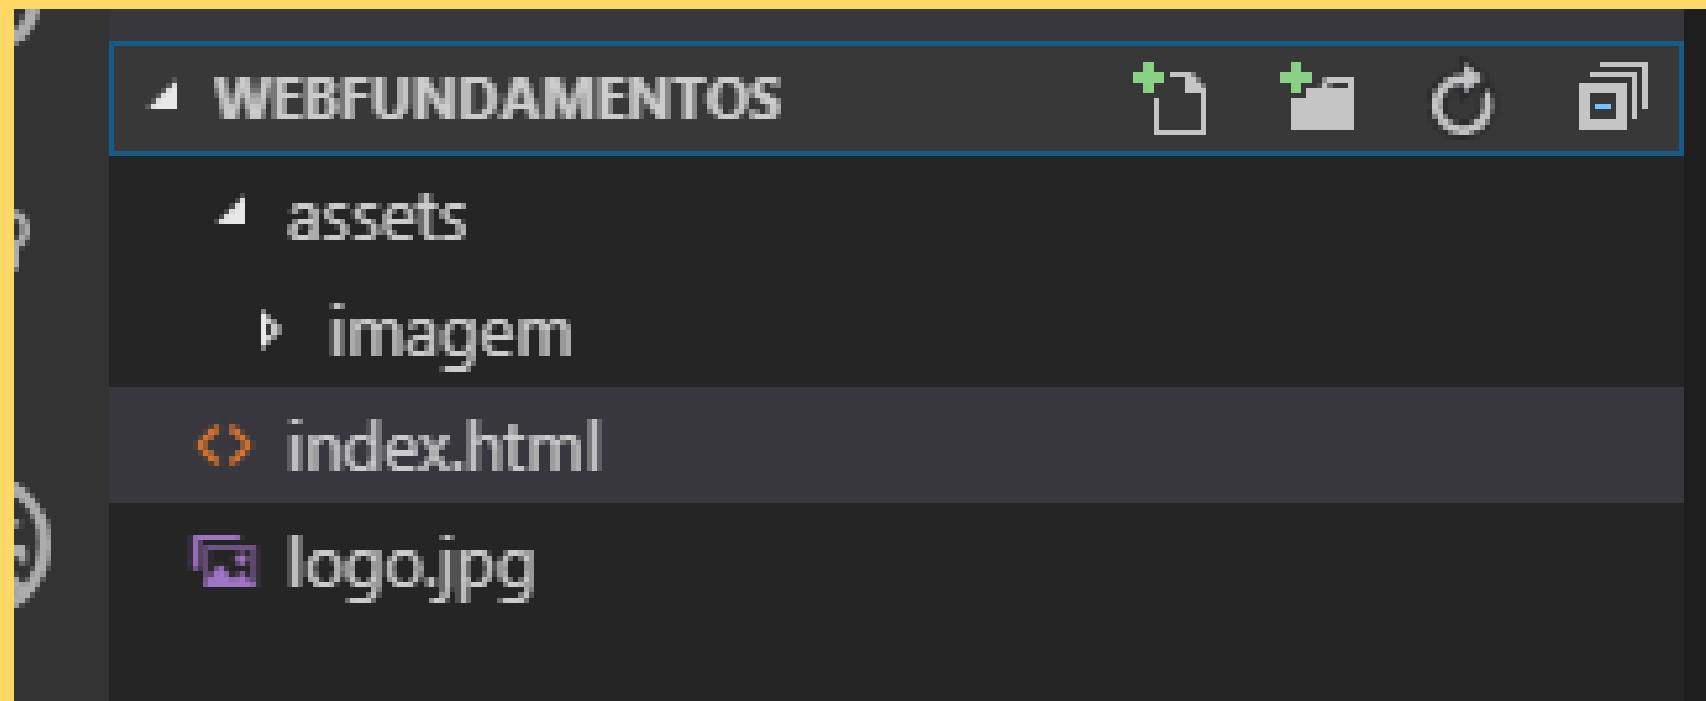 WEBFUNDAMENTOS
assets
imagem
index.html
logo.jpg